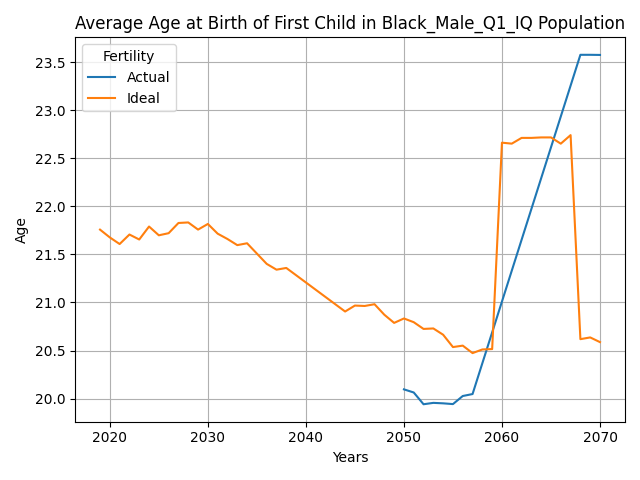 Average Age at Birth of First Child in Black_Male_Q1_IQ Population
Fertility
Actual
Ideal
23.5
23.0
22.5
22.0
21.5
21.0
20.5
20.0
Age
2020 2030 2040 2050 2060 2070
Years